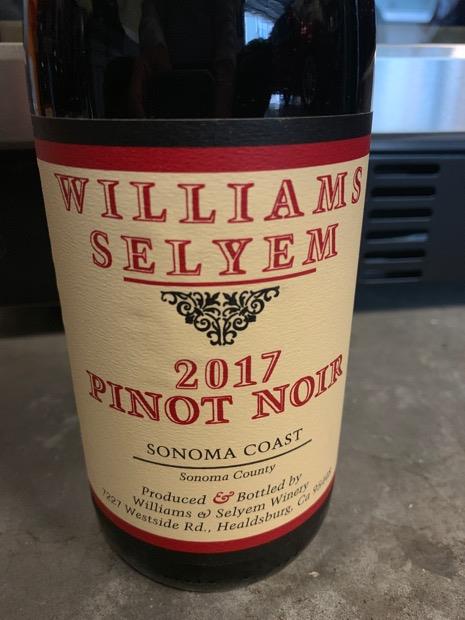 WILLIAMS
SELYEM
2017
PINOT NOIR
SONOMA COAST
Sonoma County
Produced & Bottled by
Williams & Selyem Winery
7227 Westside Rd., Healdsburg, Ca